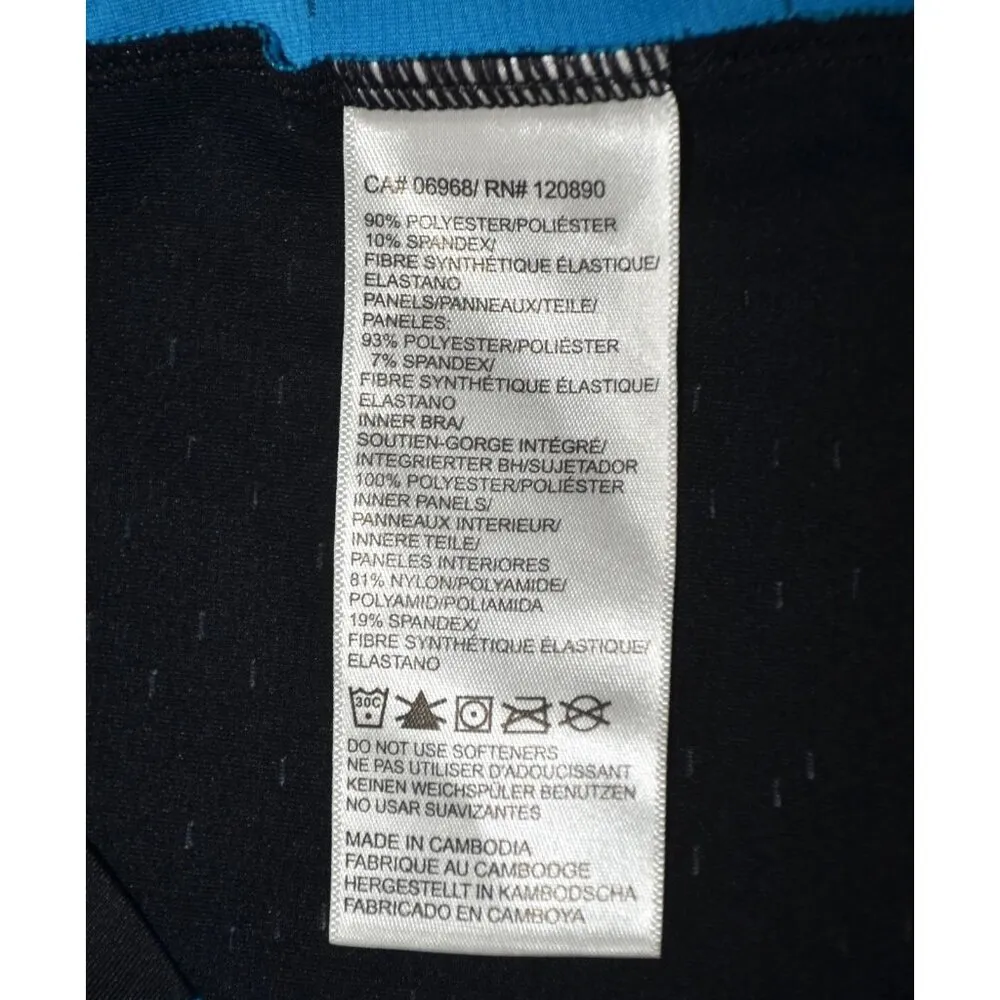 CA# 06968/ RN# 120890
90% POLYESTER/POLIÉSTER
10% SPANDEX/
FIBRE SYNTHÉTIQUE ÉLASTIQUE/
ELASTANO
PANELS/PANNEAUX/TEILE/
PANELES:
93% POLYESTER/POLIÉSTER
7% SPANDEX/
FIBRE SYNTHÉTIQUE ÉLASTIQUE/
ELASTANO
INNER BRA/
SOUTIEN-GORGE INTÉGRÉ/
INTEGRIERTER BH/SUJETADOR
100% POLYESTER/POLIÉSTER
INNER PANELS/
PANNEAUX INTERIEUR/
INNERE TEILE/
PANELES INTERIORES
81% NYLON/POLYAMIDE/
POLYAMID/POLIAMIDA
19% SPANDEX/
FIBRE SYNTHÉTIQUE ÉLASTIQUE/
ELASTANO
30C
DO NOT USE SOFTENERS
NE PAS UTILISER D'ADOUCISSANT
KEINEN WEICHSPÜLER BENUTZEN
NO USAR SUAVIZANTES
MADE IN CAMBODIA
FABRIQUE AU CAMBODGE
HERGESTELLT IN KAMBODSCHA
FABRICADO EN CAMBOYA